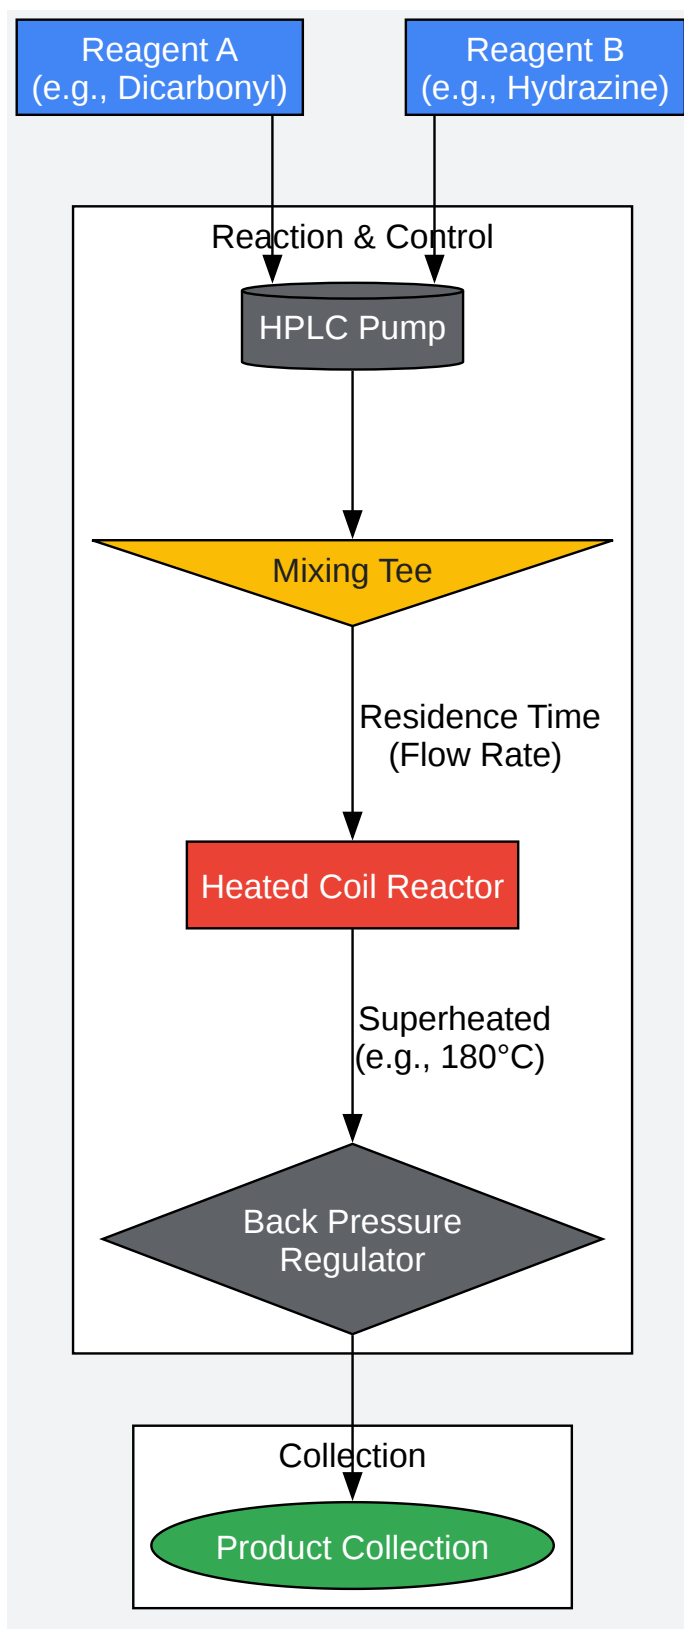 Reagent A
(e.g., Dicarbonyl)
Reagent B
(e.g., Hydrazine)
Reaction & Control
HPLC Pump
Mixing Tee
Residence Time
(Flow Rate)
Heated Coil Reactor
Superheated
(e.g., 180°C)
Back Pressure
Regulator
Collection
Product Collection